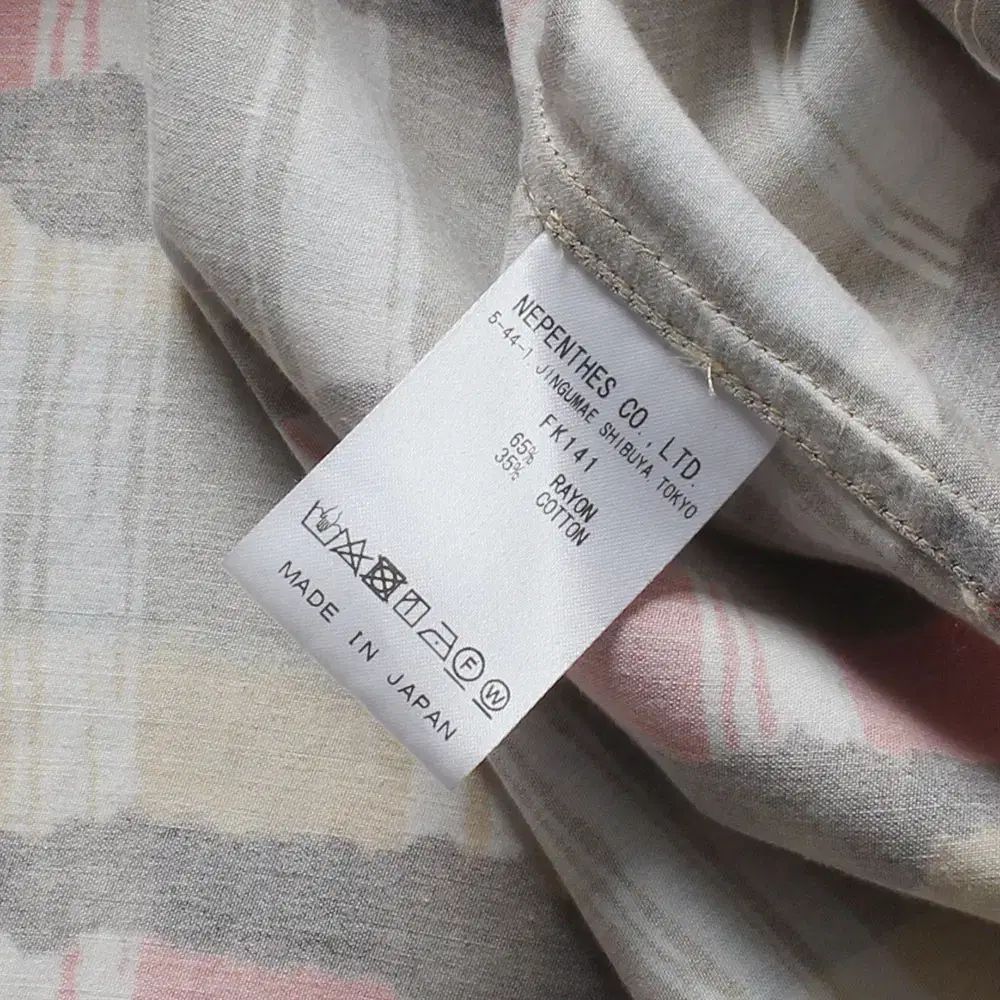 NEPENTHES CO., LTD.
5-44-1, JINGUMAE SHIBUYA, TOKYO
FK141
65% RAYON
35% COTTON
F W
MADE IN JAPAN